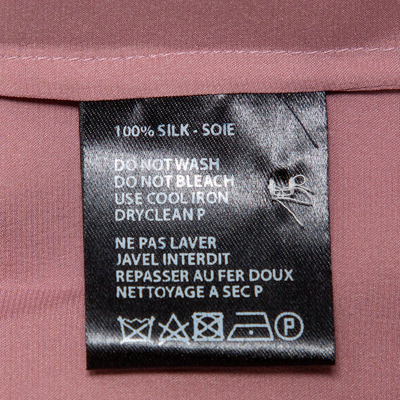 100% SILK - SOIE
DO NOT WASH
DO NOT BLEACH
USE COOL IRON
DRYCLEAN P
NE PAS LAVER
JAVEL INTERDIT
REPASSER AU FER DOUX
NETTOYAGE A SEC P
P